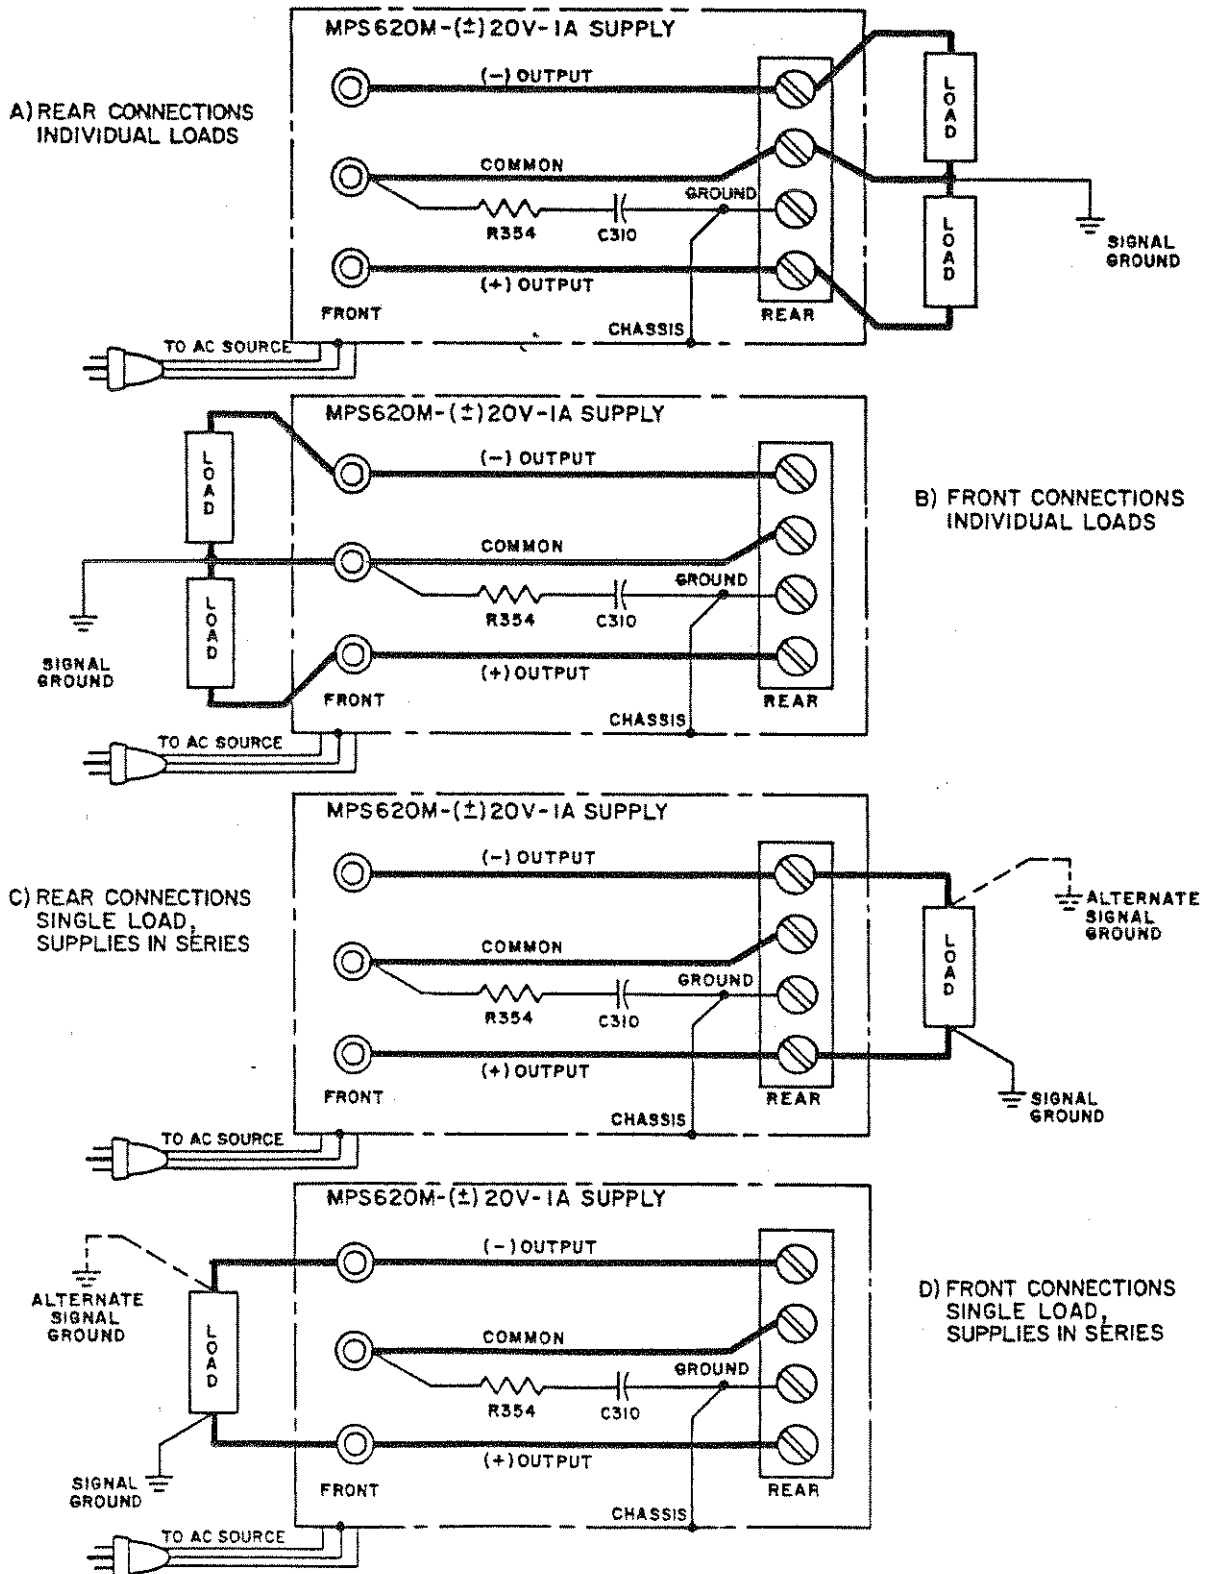 MPS620M-(±)20V-1A SUPPLY
(-) OUTPUT
LOAD
A) REAR CONNECTIONS
INDIVIDUAL LOADS
COMMON
GROUND
R354
C310
LOAD
SIGNAL
GROUND
(+) OUTPUT
FRONT
REAR
CHASSIS
TO AC SOURCE
MPS620M-(±)20V-1A SUPPLY
LOAD
(-) OUTPUT
B) FRONT CONNECTIONS
INDIVIDUAL LOADS
COMMON
GROUND
R354
C310
LOAD
SIGNAL
GROUND
(+) OUTPUT
FRONT
REAR
CHASSIS
TO AC SOURCE
MPS620M-(±)20V-1A SUPPLY
(-) OUTPUT
C) REAR CONNECTIONS
SINGLE LOAD,
SUPPLIES IN SERIES
ALTERNATE
SIGNAL
GROUND
COMMON
GROUND
LOAD
R354
C310
(+) OUTPUT
FRONT
REAR
SIGNAL
GROUND
CHASSIS
TO AC SOURCE
MPS620M-(±)20V-1A SUPPLY
(-) OUTPUT
ALTERNATE
SIGNAL
GROUND
D) FRONT CONNECTIONS
SINGLE LOAD,
SUPPLIES IN SERIES
LOAD
COMMON
GROUND
R354
C310
(+) OUTPUT
SIGNAL
GROUND
FRONT
REAR
CHASSIS
TO AC SOURCE